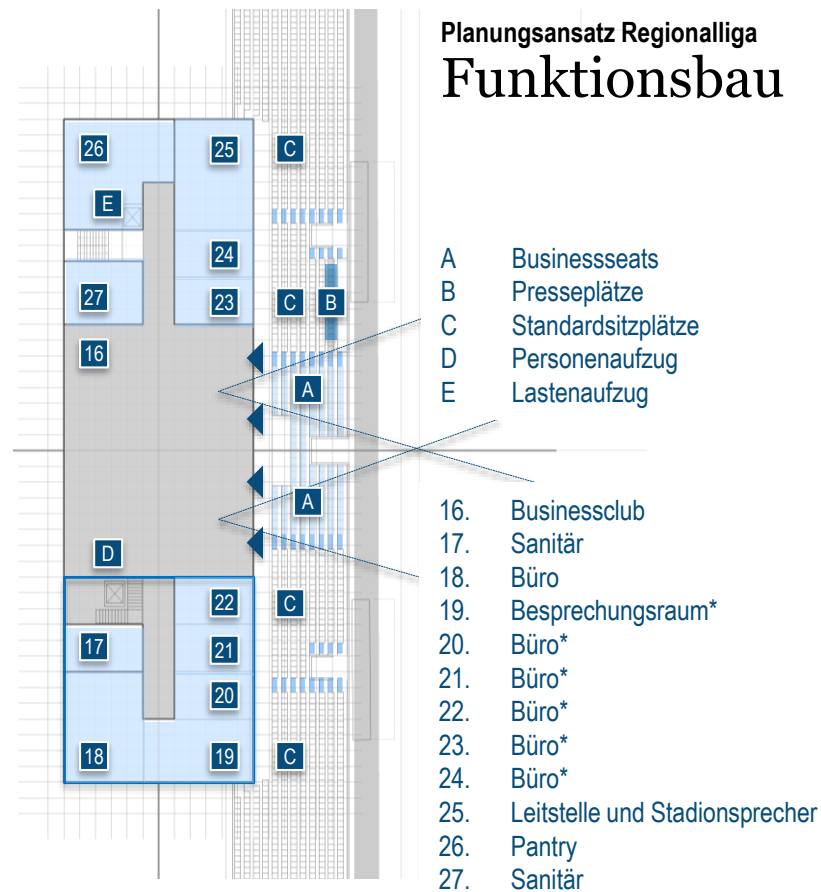 Planungsansatz Regionalliga
Funktionsbau
26
25
C
E
24
27
23
C
B
16
A
A
D
22
C
17
21
20
18
19
C
A Businessseats
B Presseplätze
C Standardsitzplätze
D Personenaufzug
E Lastenaufzug
16. Businessclub
17. Sanitär
18. Büro
19. Besprechungsraum*
20. Büro*
21. Büro*
22. Büro*
23. Büro*
24. Büro*
25. Leitstelle und Stadionsprecher
26. Pantry
27. Sanitär